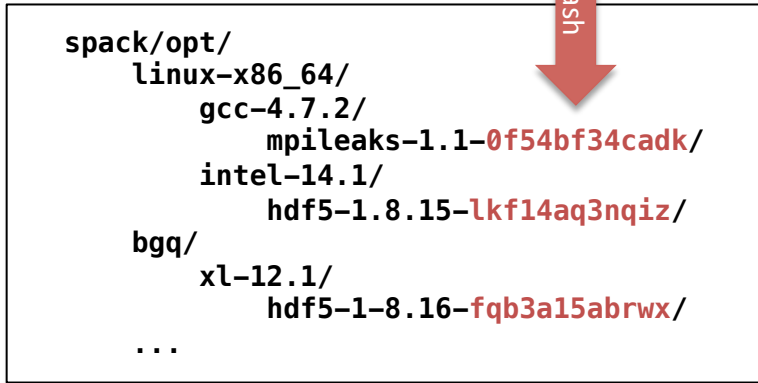 ash
spack/opt/
linux-x86_64/
gcc-4.7.2/
mpileaks-1.1-0f54bf34cadk/
intel-14.1/
hdf5-1.8.15-lkf14aq3nqiz/
bgq/
xl-12.1/
hdf5-1-8.16-fqb3a15abrwx/
...